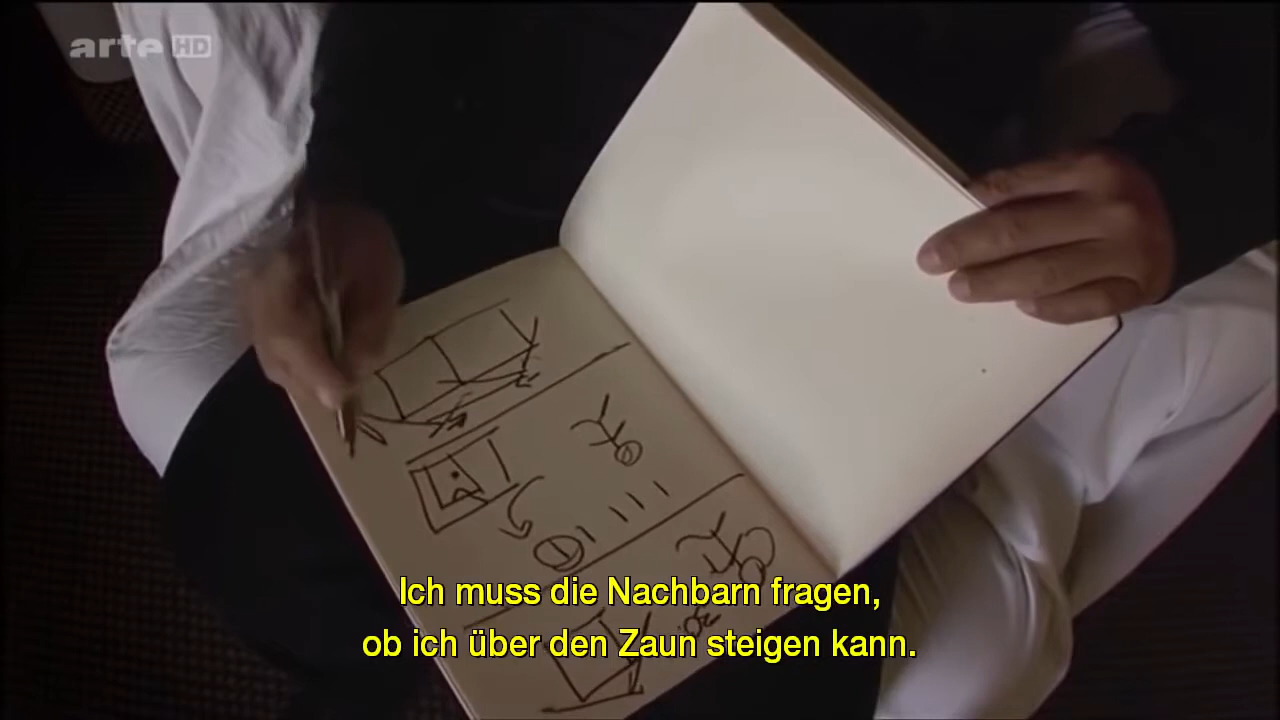 arte HD
Ich muss die Nachbarn fragen,
ob ich über den Zaun steigen kann.